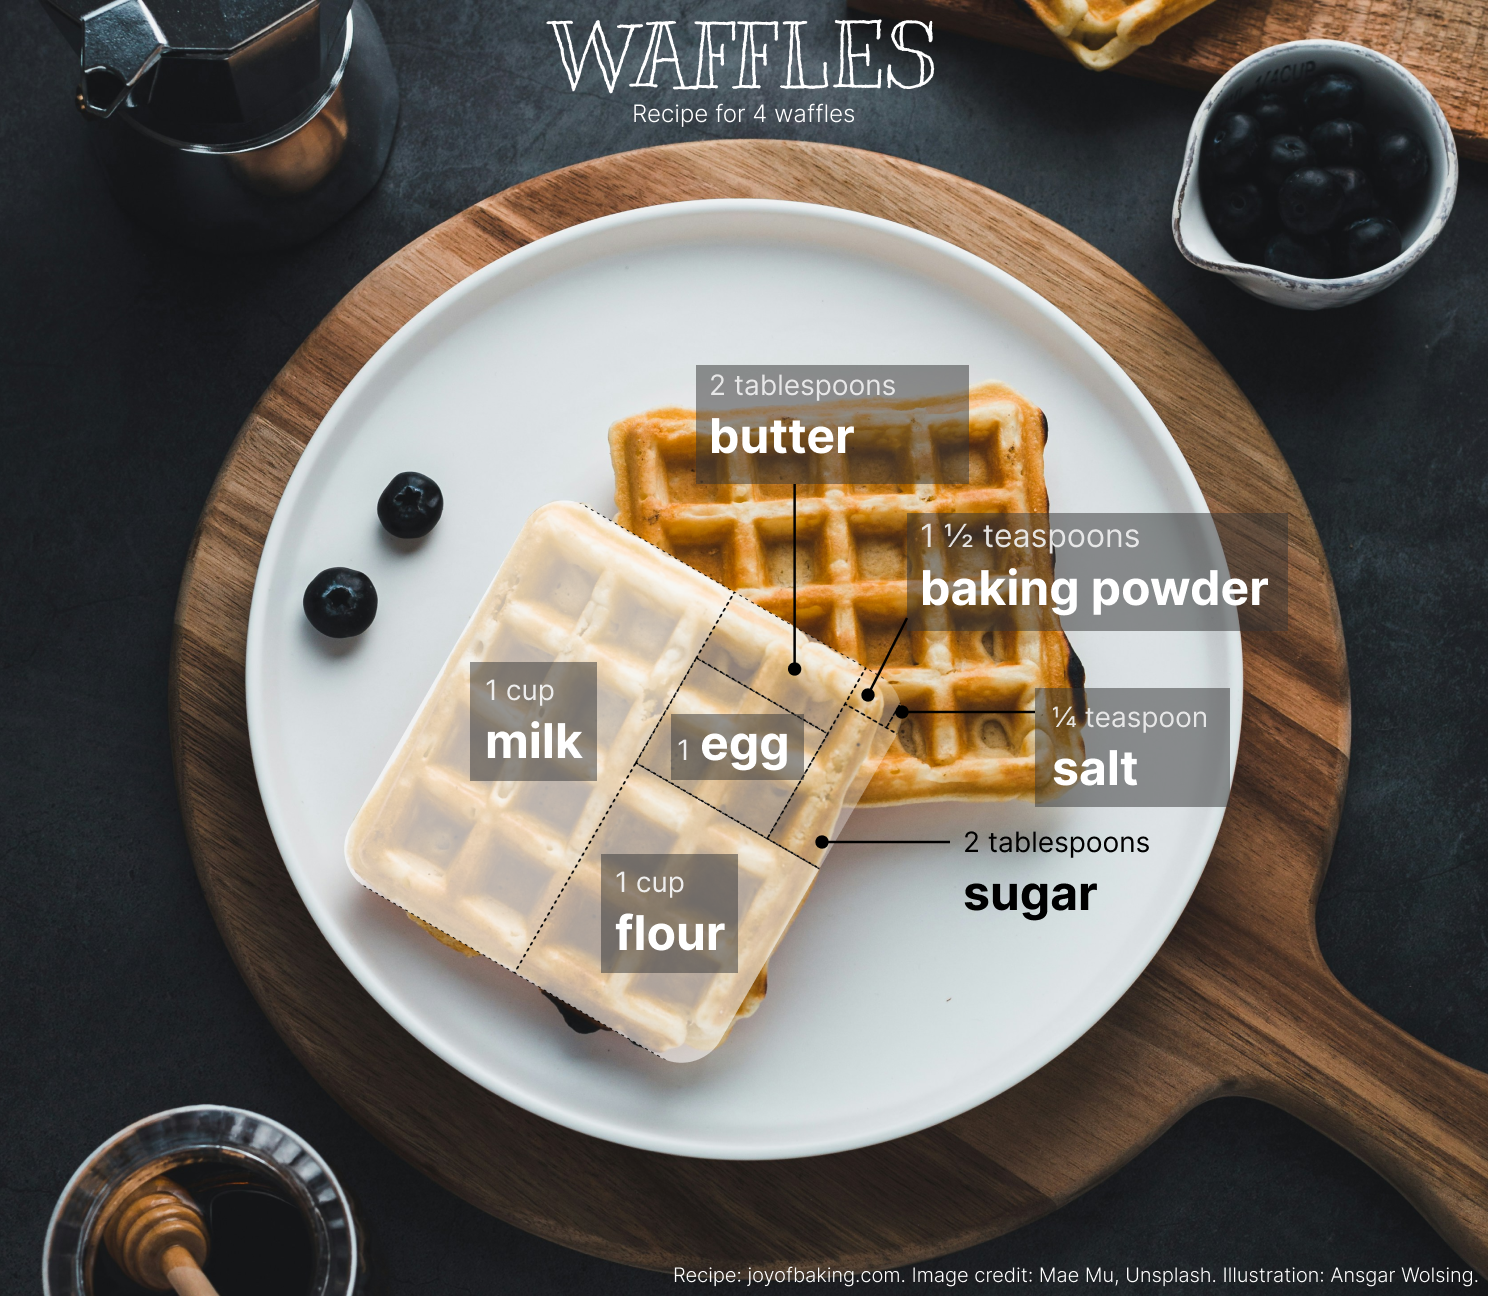 WAFFLES
Recipe for 4 waffles
1/4CUP
2 tablespoons
butter
1 ½ teaspoons
baking powder
1 cup
milk
1 egg
¼ teaspoon
salt
2 tablespoons
sugar
1 cup
flour
Recipe: joyofbaking.com. Image credit: Mae Mu, Unsplash. Illustration: Ansgar Wolsing.